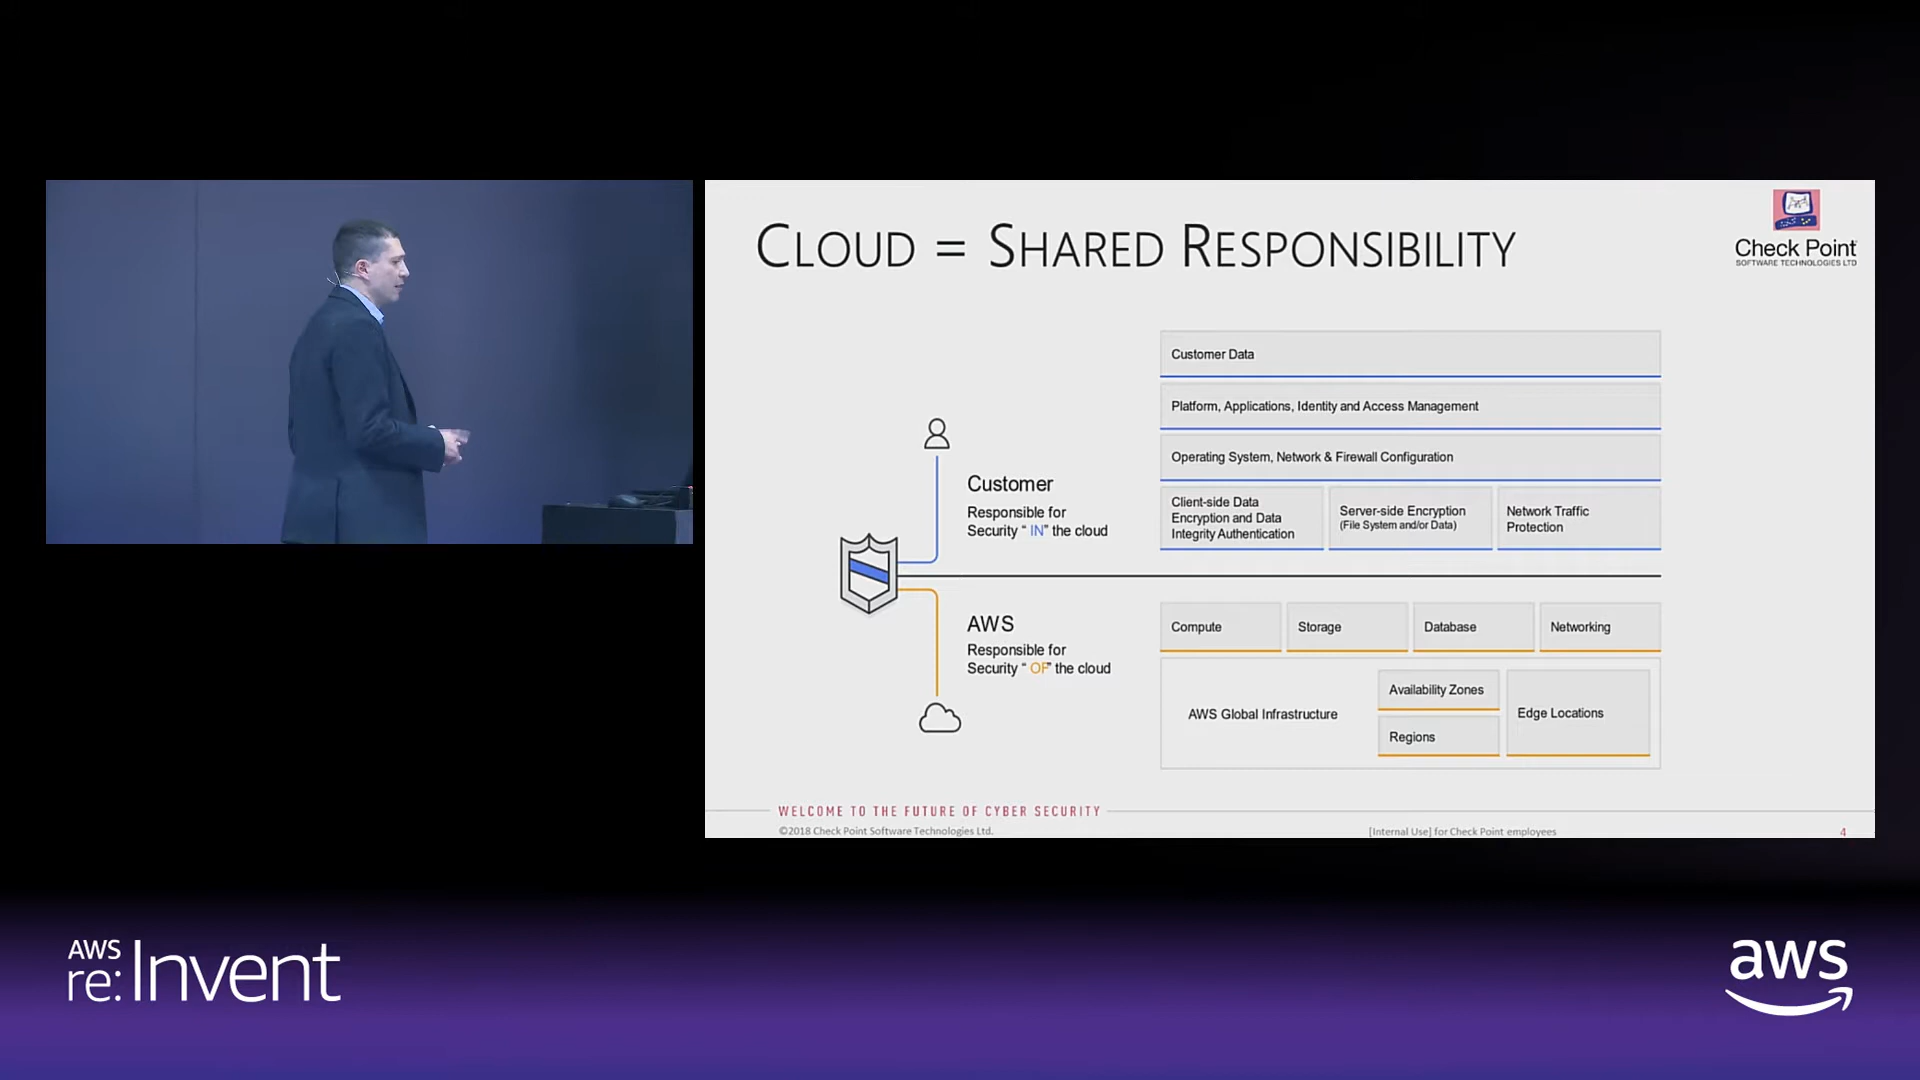 CLOUD = SHARED RESPONSIBILITY
Check Point
SOFTWARE TECHNOLOGIES LTD
Customer Data
Platform, Applications, Identity and Access Management
Operating System, Network & Firewall Configuration
Client-side Data
Encryption and Data
Integrity Authentication
Server-side Encryption
(File System and/or Data)
Network Traffic
Protection
Customer
Responsible for
Security “ IN” the cloud
AWS
Responsible for
Security “ OF” the cloud
Compute
Storage
Database
Networking
AWS Global Infrastructure
Availability Zones
Regions
Edge Locations
WELCOME TO THE FUTURE OF CYBER SECURITY
©2018 Check Point Software Technologies Ltd.
[Internal Use] for Check Point employees
4
AWS
re:Invent
aws